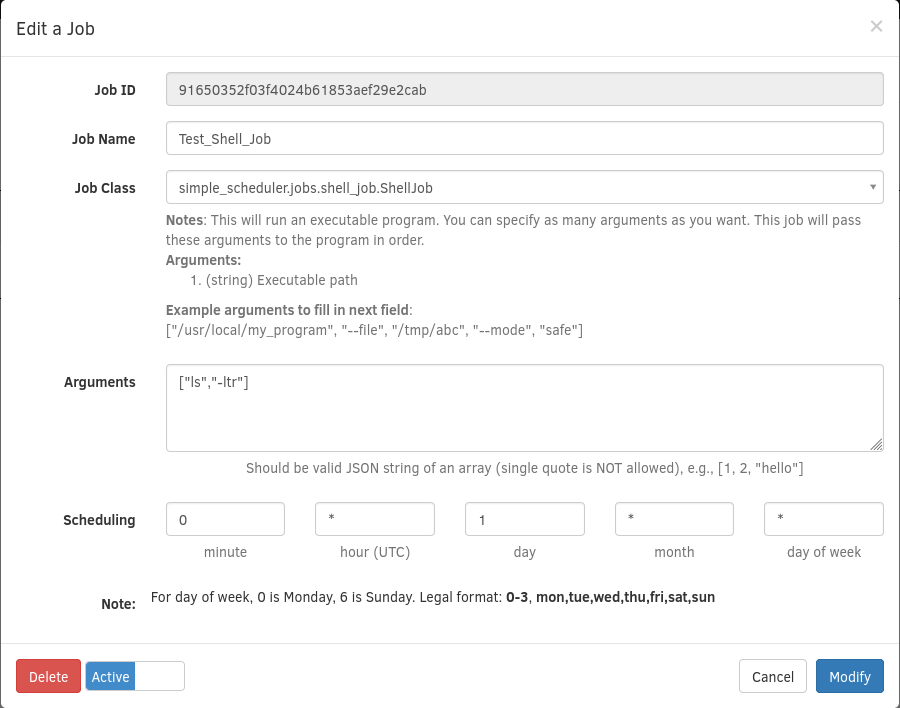 Edit a Job
×
Job ID
91650352f03f4024b61853aef29e2cab
Job Name
Test_Shell_Job
Job Class
simple_scheduler.jobs.shell_job.ShellJob
Notes: This will run an executable program. You can specify as many arguments as you want. This job will pass
these arguments to the program in order.
Arguments:
1. (string) Executable path
Example arguments to fill in next field:
["/usr/local/my_program", "--file", "/tmp/abc", "--mode", "safe"]
Arguments
["ls","-ltr"]
Should be valid JSON string of an array (single quote is NOT allowed), e.g., [1, 2, "hello"]
Scheduling
0 * 1 * *
minute hour (UTC) day month day of week
Note:
For day of week, 0 is Monday, 6 is Sunday. Legal format: 0-3, mon,tue,wed,thu,fri,sat,sun
Delete Active Cancel Modify